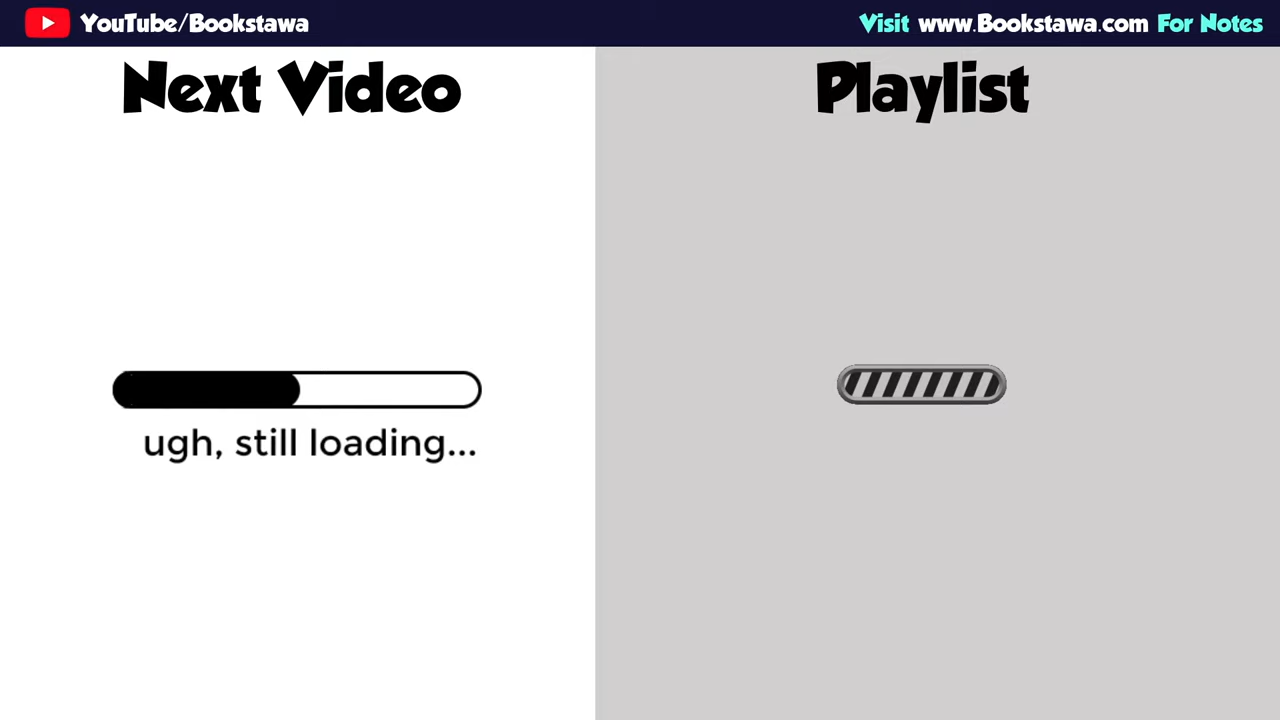 YouTube/Bookstawa
Visit www.Bookstawa.com For Notes
Next Video
Playlist
ugh, still loading...